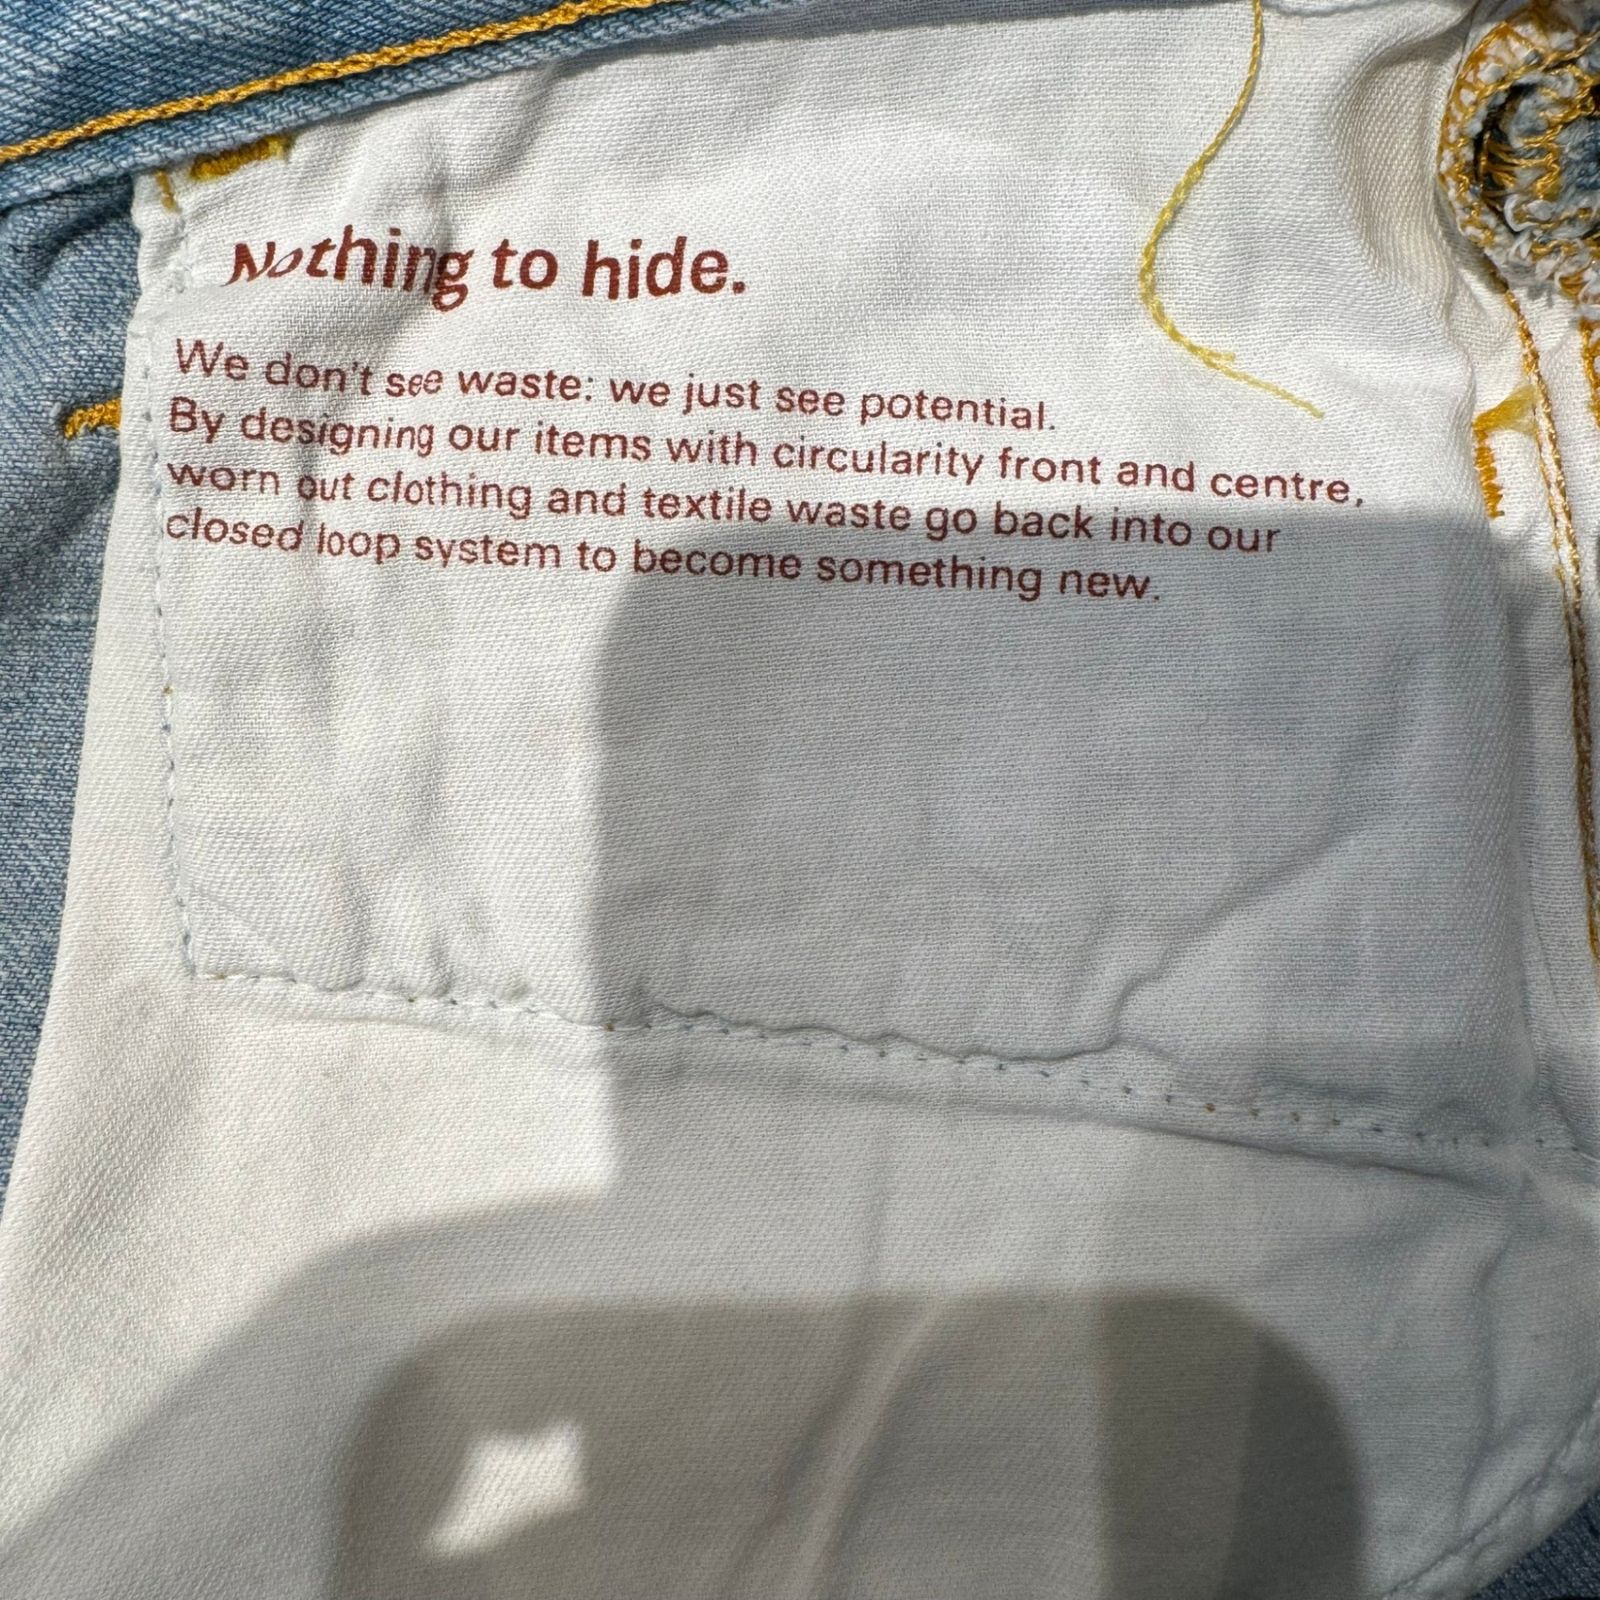 Nothing to hide.
We don't see waste: we just see potential.
By designing our items with circularity front and centre,
worn out clothing and textile waste go back into our
closed loop system to become something new.